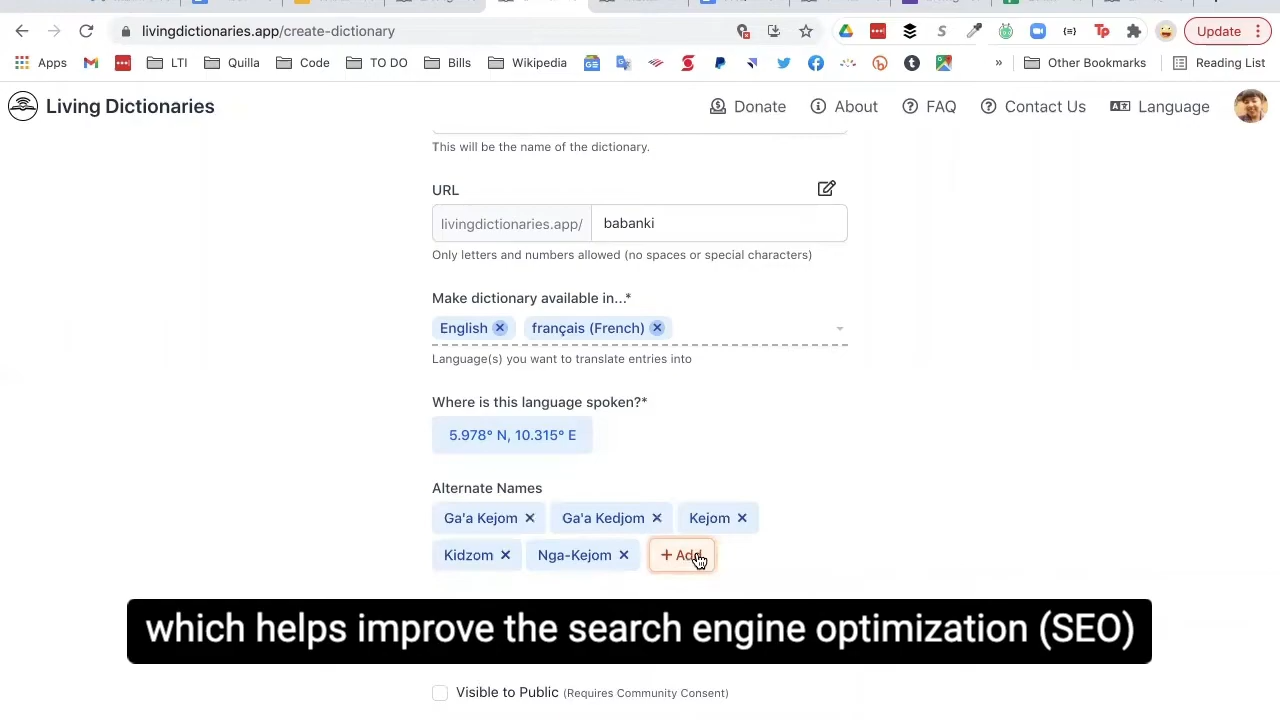 livingdictionaries.app/create-dictionary
Update
Apps
LTI
Quilla
Code
TO DO
Bills
Wikipedia
»
Other Bookmarks
Reading List
Living Dictionaries
Donate
About
FAQ
Contact Us
Language
This will be the name of the dictionary.
URL
livingdictionaries.app/ babanki
Only letters and numbers allowed (no spaces or special characters)
Make dictionary available in...*
English × français (French) ×
Language(s) you want to translate entries into
Where is this language spoken?*
5.978° N, 10.315° E
Alternate Names
Ga'a Kejom × Ga'a Kedjom × Kejom ×
Kidzom × Nga-Kejom × + Add
which helps improve the search engine optimization (SEO)
Visible to Public (Requires Community Consent)